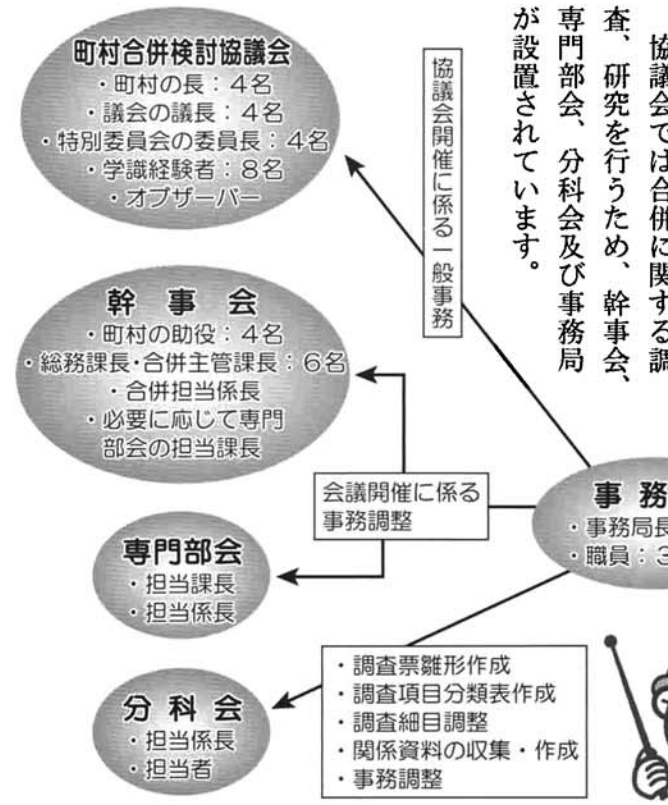 協議会では合併に関する調
査、研究を行うため、幹事会、
専門部会、分科会及び事務局
が設置されています。
町村合併検討協議会
・町村の長：4名
・議会の議長：4名
・特別委員会の委員長：4名
・学識経験者：8名
・オブザーバー
協議会開催に係る一般事務
幹事会
・町村の助役：4名
・総務課長・合併主管課長：6名
・合併担当係長
・必要に応じて専門
部会の担当課長
会議開催に係る
事務調整
事務
・事務局長
・職員：3
専門部会
・担当課長
・担当係長
分科会
・担当係長
・担当者
・調査票雛形作成
・調査項目分類表作成
・調査細目調整
・関係資料の収集・作成
・事務調整